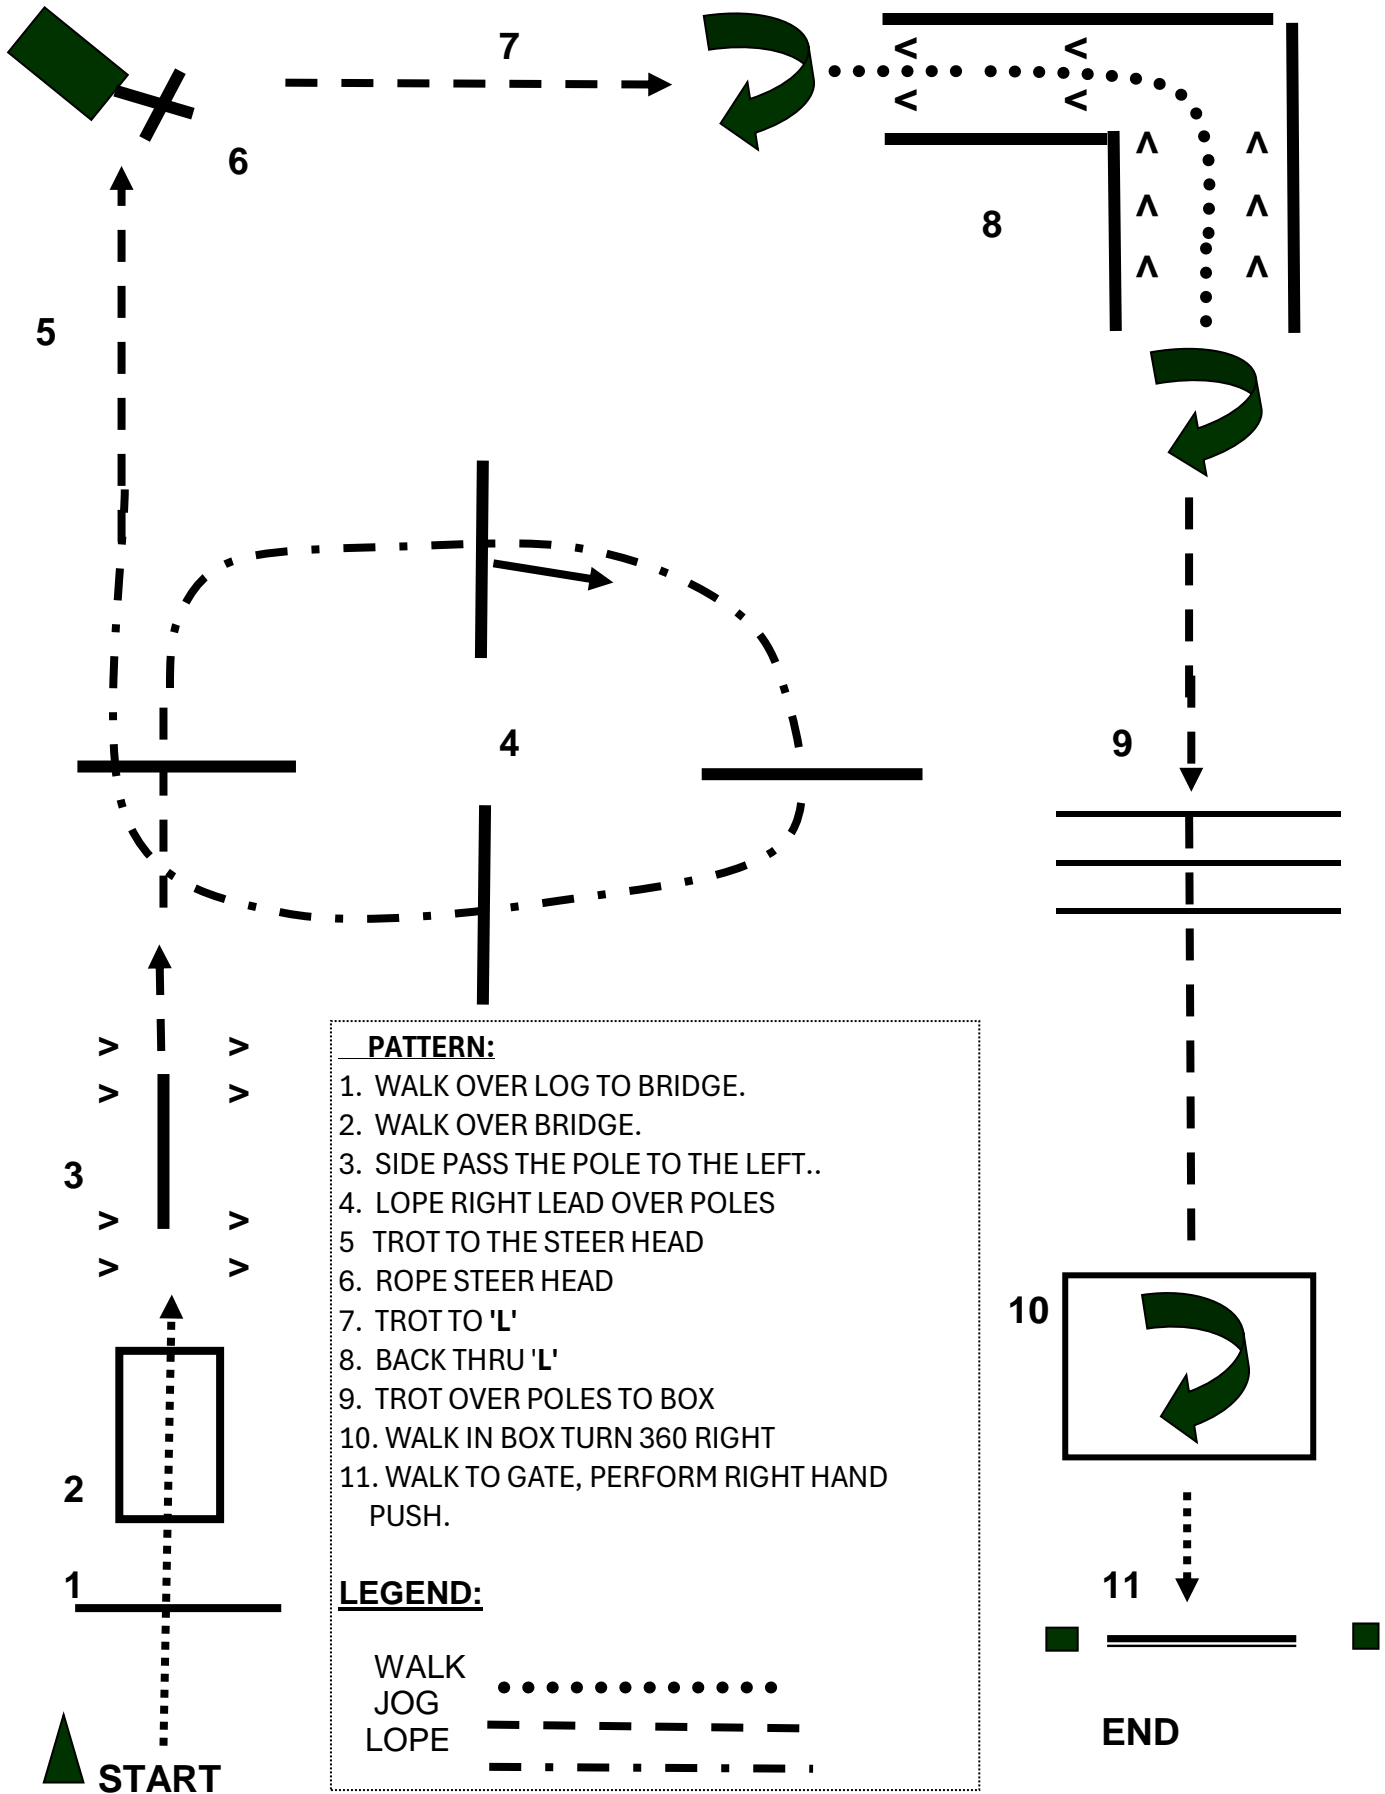 7
<
<
<
<
6
8
^
^
^
^
^
^
5
4
9
>
>
>
>
3
>
>
>
>
2
1
START
PATTERN:
1. WALK OVER LOG TO BRIDGE.
2. WALK OVER BRIDGE.
3. SIDE PASS THE POLE TO THE LEFT..
4. LOPE RIGHT LEAD OVER POLES
5 TROT TO THE STEER HEAD
6. ROPE STEER HEAD
7. TROT TO 'L'
8. BACK THRU 'L'
9. TROT OVER POLES TO BOX
10. WALK IN BOX TURN 360 RIGHT
11. WALK TO GATE, PERFORM RIGHT HAND
PUSH.
LEGEND:
WALK
JOG
LOPE
10
11
END